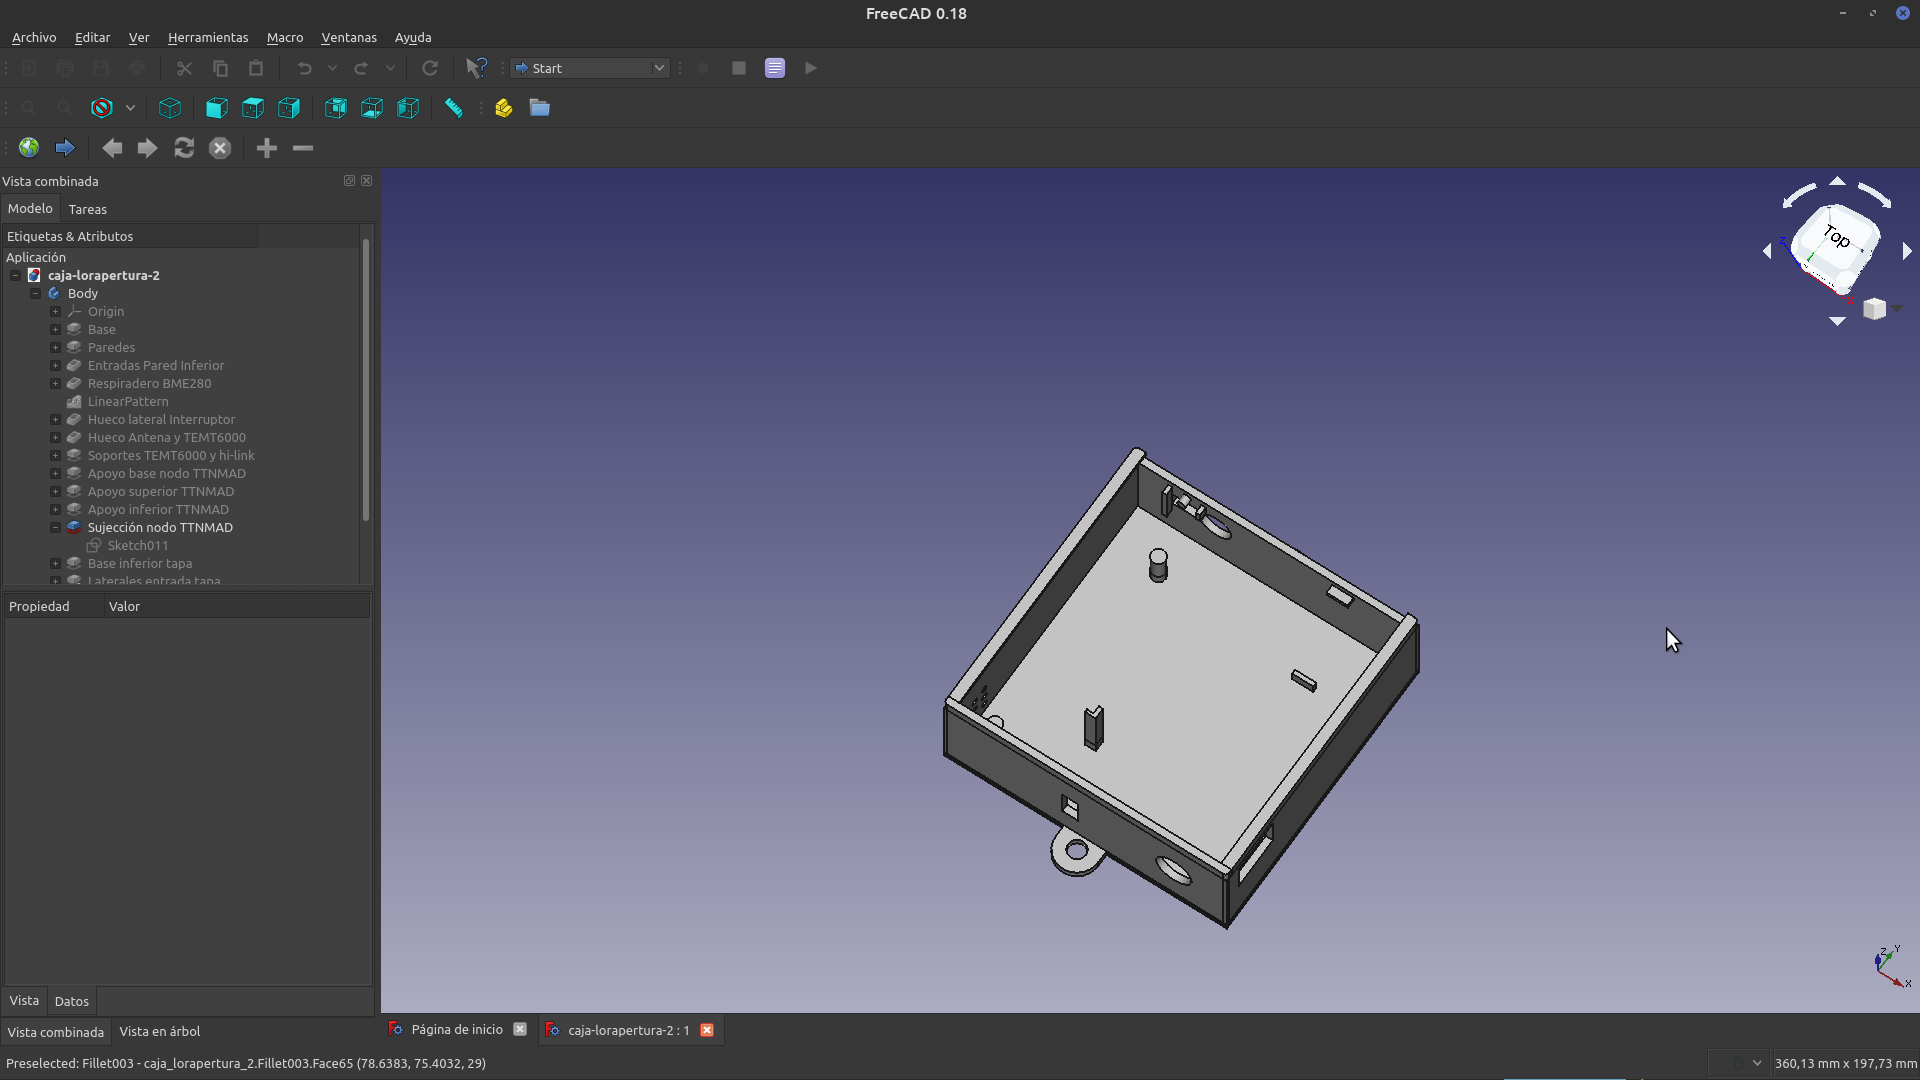 FreeCAD 0.18
Archivo Editar Ver Herramientas Macro Ventanas Ayuda
Start
Vista combinada
Modelo Tareas
Etiquetas & Atributos
Aplicación
caja-lorapertura-2
Body
Origin
Base
Paredes
Entradas Pared Inferior
Respiradero BME280
LinearPattern
Hueco lateral Interruptor
Hueco Antena y TEMT6000
Soportes TEMT6000 y hi-link
Apoyo base nodo TTNMAD
Apoyo superior TTNMAD
Apoyo inferior TTNMAD
Sujección nodo TTNMAD
Sketch011
Base inferior tapa
Laterales entrada tapa
Propiedad Valor
Vista Datos
Vista combinada Vista en árbol
Top
Z
X
Z Y
X
Página de inicio caja-lorapertura-2 : 1
Preselected: Fillet003 - caja_lorapertura_2.Fillet003.Face65 (78.6383, 75.4032, 29)
360,13 mm x 197,73 mm